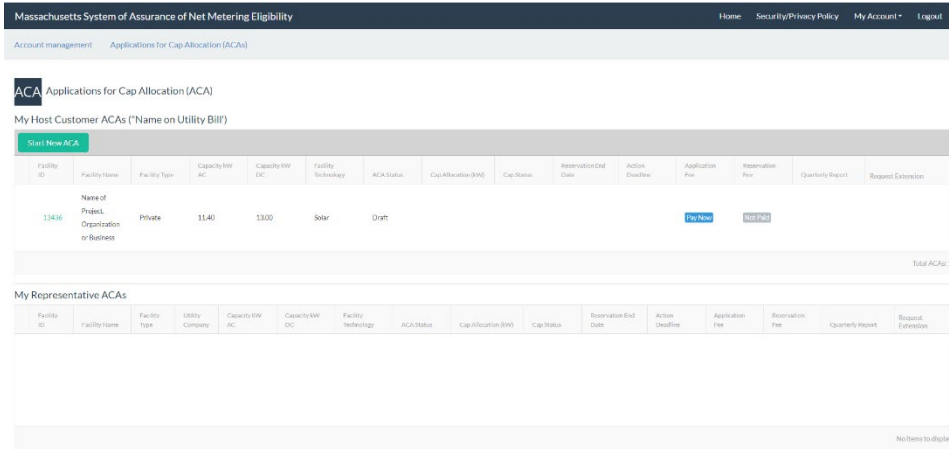 Massachusetts System of Assurance of Net Metering Eligibility Home Security/Privacy Policy My Account Logout
Account management Applications for Cap Allocation (ACAs)
ACA Applications for Cap Allocation (ACA)
My Host Customer ACAs ("Name on Utility Bill')
Start New ACA
Facility ID Facility Name Facility Type Capacity kW AC Capacity kW DC Facility Technology ACA Status Cap Allocation (kW) Cap Status Reservation End Date Action Deadline Application Fee Reservation Fee Quarterly Report Request Extension
13436 Name of Project, Organization or Business Private 11.40 13.00 Solar Draft Pay Now Not Paid
Total ACAs:
My Representative ACAs
Facility ID Facility Name Facility Type Utility Company Capacity kW AC Capacity kW DC Facility Technology ACA Status Cap Allocation (kW) Cap Status Reservation End Date Action Deadline Application Fee Reservation Fee Quarterly Report Request Extension
No items to displa